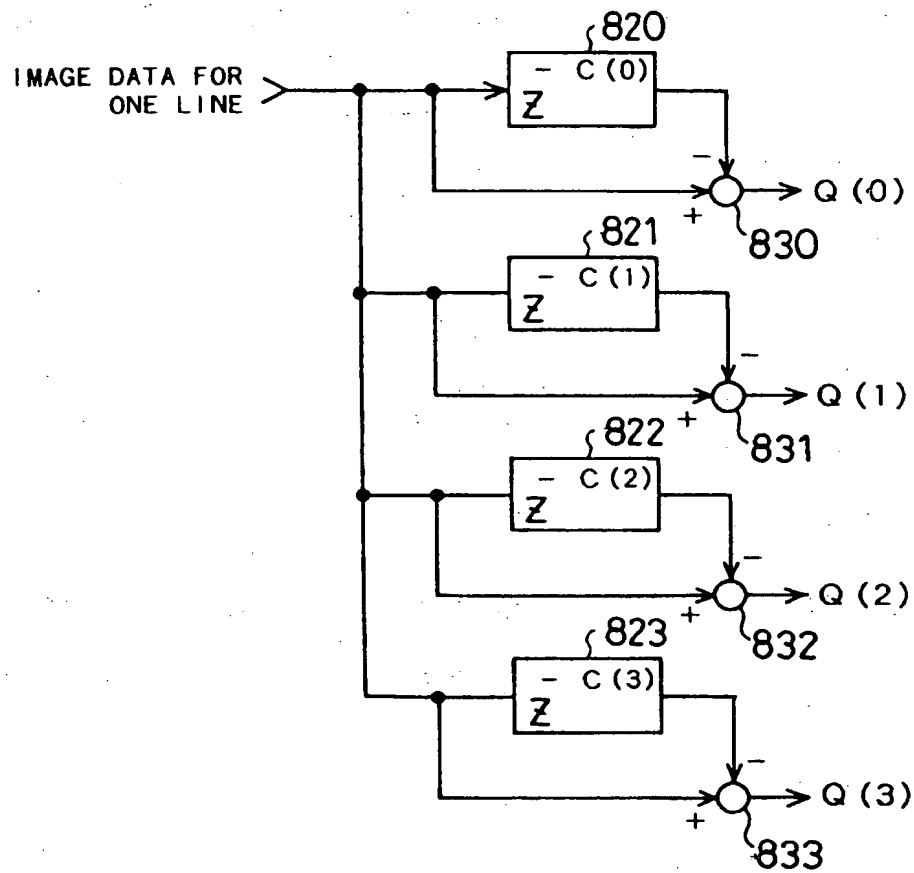 820
IMAGE DATA FOR
ONE LINE
- C(0)
Z
-
+
Q(0)
830
821
- C(1)
Z
-
+
Q(1)
831
822
- C(2)
Z
-
+
Q(2)
832
823
- C(3)
Z
-
+
Q(3)
833